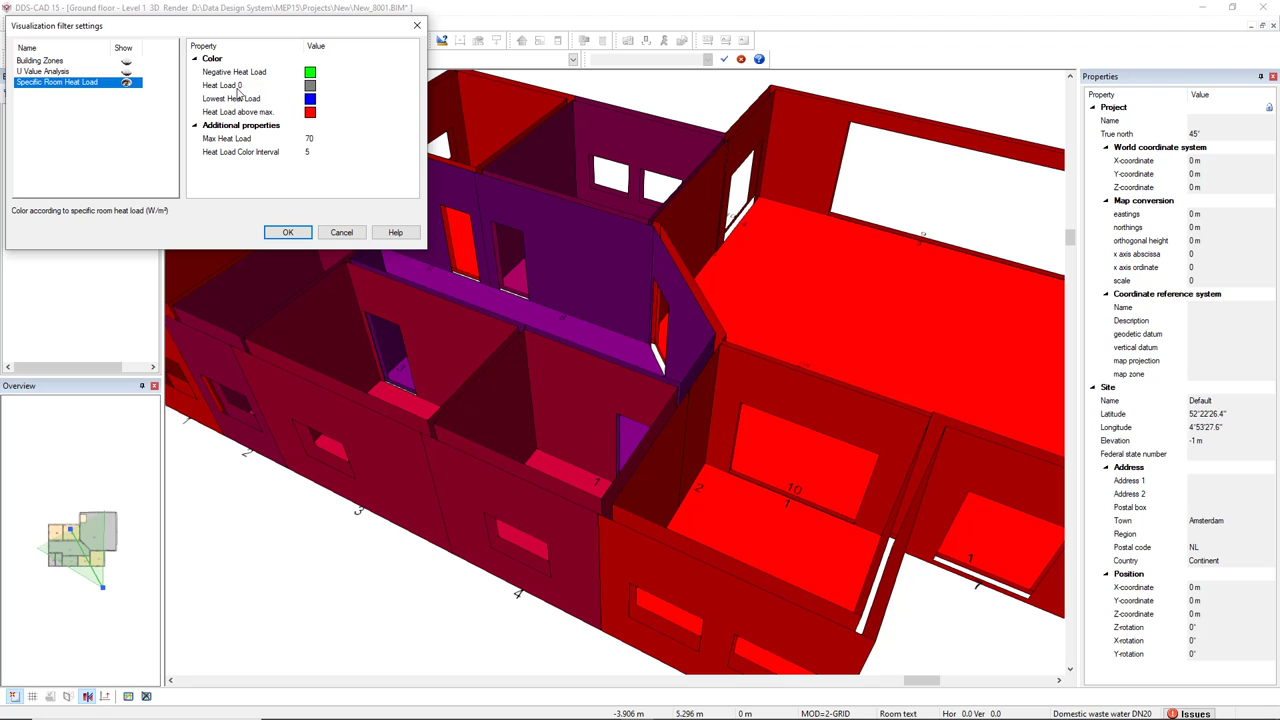 DDS-CAD 15 - [Ground floor - Level 1 3D Render - D:\Data Design System\MEP15\Projects\New\New_8001.BIM* ]
Visualization filter settings
Name Show
Building Zones
U Value Analysis
Specific Room Heat Load
Property Value
Color
Negative Heat Load
Heat Load 0
Lowest Heat Load
Heat Load above max.
Additional properties
Max Heat Load 70
Heat Load Color Interval 5
Color according to specific room heat load (W/m²)
OK Cancel Help
Overview
2
3
4
1
2
10
1
1
Properties
Property Value
Project
Name
True north 45°
World coordinate system
X-coordinate 0 m
Y-coordinate 0 m
Z-coordinate 0 m
Map conversion
eastings 0 m
northings 0 m
orthogonal height 0 m
x axis abscissa 0
x axis ordinate 0
scale 0
Coordinate reference system
Name
Description
geodetic datum
vertical datum
map projection
map zone
Site
Name Default
Latitude 52°22'26.4"
Longitude 4°53'27.6"
Elevation -1 m
Federal state number
Address
Address 1
Address 2
Postal box
Town Amsterdam
Region
Postal code NL
Country Continent
Position
X-coordinate 0 m
Y-coordinate 0 m
Z-coordinate 0 m
Z-rotation 0°
X-rotation 0°
Y-rotation 0°
-3.906 m 5.296 m 0 m MOD=2-GRID Room text Hor 0.0 Ver 0.0 Domestic waste water DN20 Issues